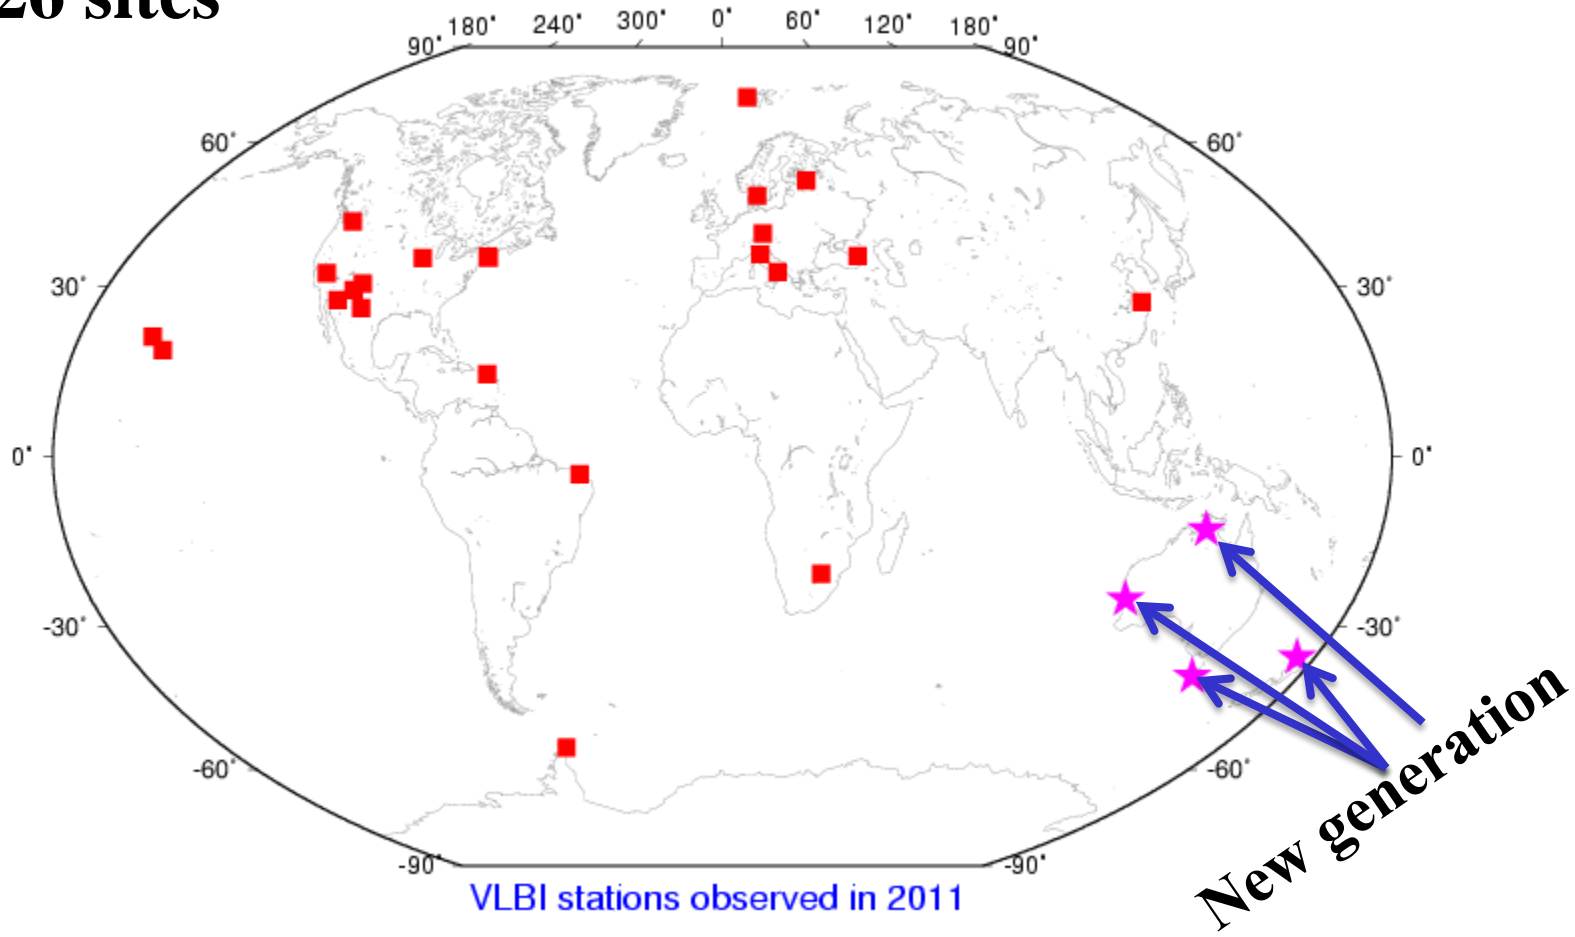 26 sites
180° 240° 300° 0° 60° 120° 180°
90° 90°
60° 60°
30° 30°
0° 0°
-30° -30°
-60° -60°
-90° -90°
VLBI stations observed in 2011
New generation